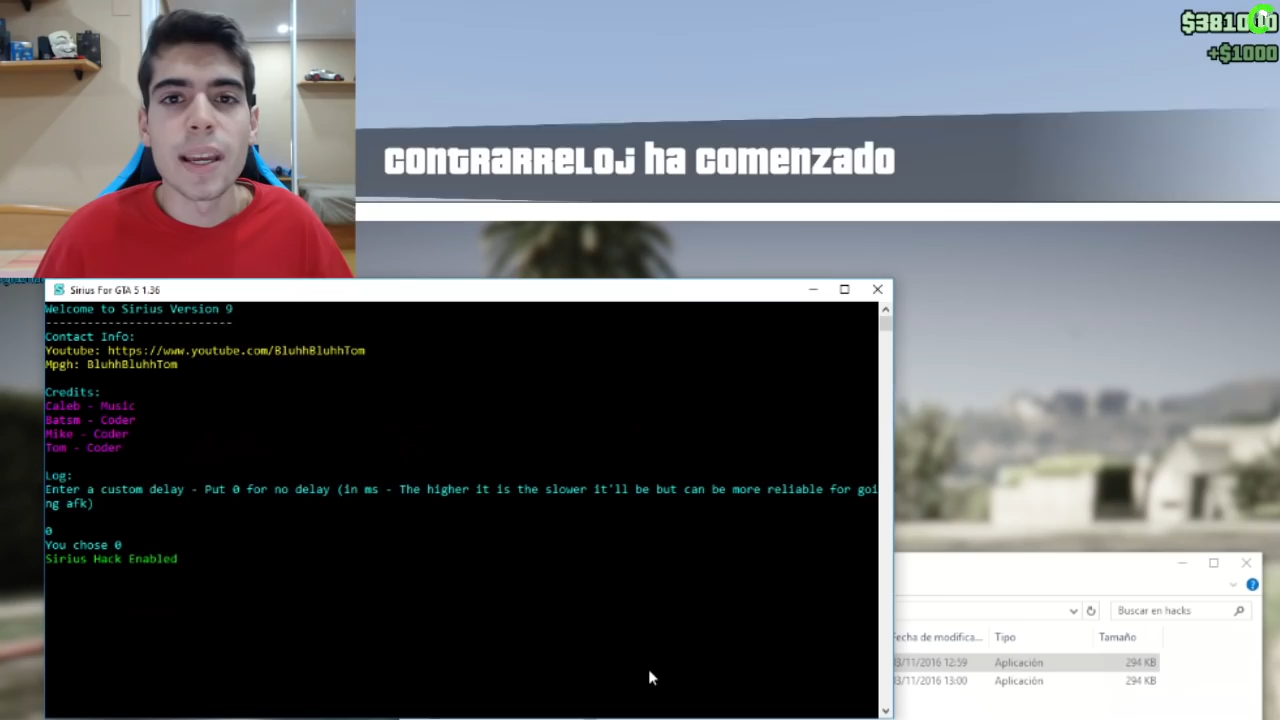 $381000
+$1000
contrarreloj ha comenzado
Sirius For GTA 5 1.36
Welcome to Sirius Version 9
--------------------------
Contact Info:
Youtube: https://www.youtube.com/BluhhBluhhTom
Mpgh: BluhhBluhhTom
Credits:
Caleb - Music
Batsm - Coder
Mike - Coder
Tom - Coder
Log:
Enter a custom delay - Put 0 for no delay (in ms - The higher it is the slower it'll be but can be more reliable for goi
ng afk)
0
You chose 0
Sirius Hack Enabled
Buscar en hacks
Fecha de modifica... Tipo Tamaño
03/11/2016 12:59 Aplicación 294 KB
03/11/2016 13:00 Aplicación 294 KB